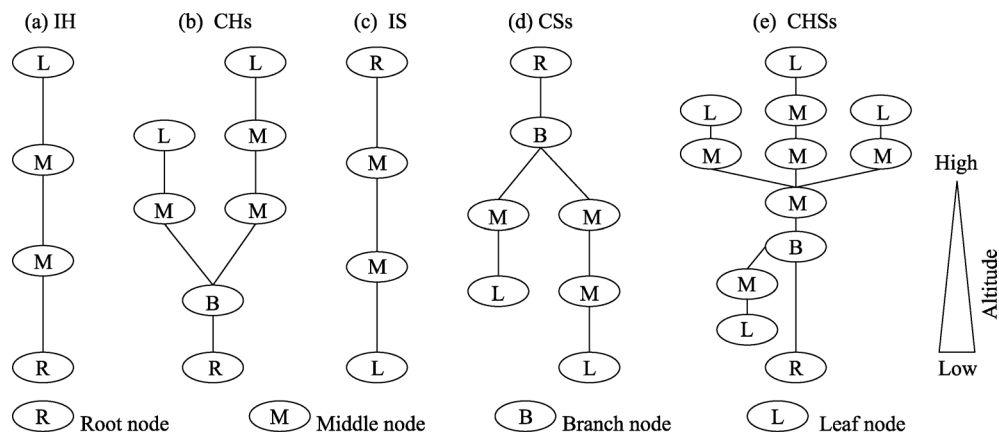 (a) IH (b) CHs (c) IS (d) CSs (e) CHSs
L L R R L
L M L
B
L M M M M M
M M M M M High
M
M M
B
M M M
L M
B L M
L
R R L L R Low
Altitude
R Root node M Middle node B Branch node L Leaf node